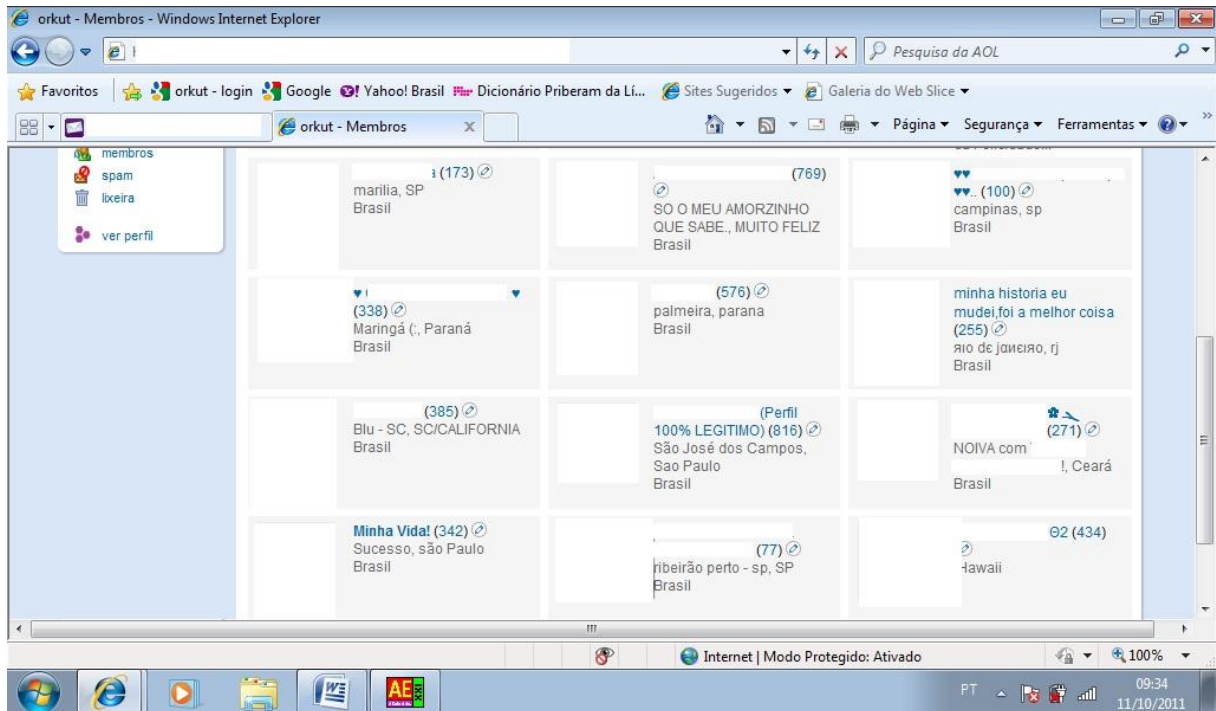 orkut - Membros - Windows Internet Explorer
Pesquisa da AOL
Favoritos orkut - login Google Yahoo! Brasil Dicionário Priberam da Lí... Sites Sugeridos Galeria do Web Slice
orkut - Membros x Página Segurança Ferramentas
membros
spam
lixeira
ver perfil
(173)
marilia, SP
Brasil
(769)
SO O MEU AMORZINHO
QUE SABE., MUITO FELIZ
Brasil
♥♥
♥♥.. (100)
campinas, sp
Brasil
♥ ♥
(338)
Maringá (:, Paraná
Brasil
(576)
palmeira, parana
Brasil
minha historia eu
mudei,foi a melhor coisa
(255)
яιo dє jαиєιяo, rj
Brasil
(385)
Blu - SC, SC/CALIFORNIA
Brasil
(Perfil
100% LEGITIMO) (816)
São José dos Campos,
Sao Paulo
Brasil
(271)
NOIVA com
!, Ceará
Brasil
Minha Vida! (342)
Sucesso, são Paulo
Brasil
(77)
ribeirão perto - sp, SP
Brasil
Θ2 (434)
Hawaii
Internet | Modo Protegido: Ativado 100%
AE PT 09:34
11/10/2011